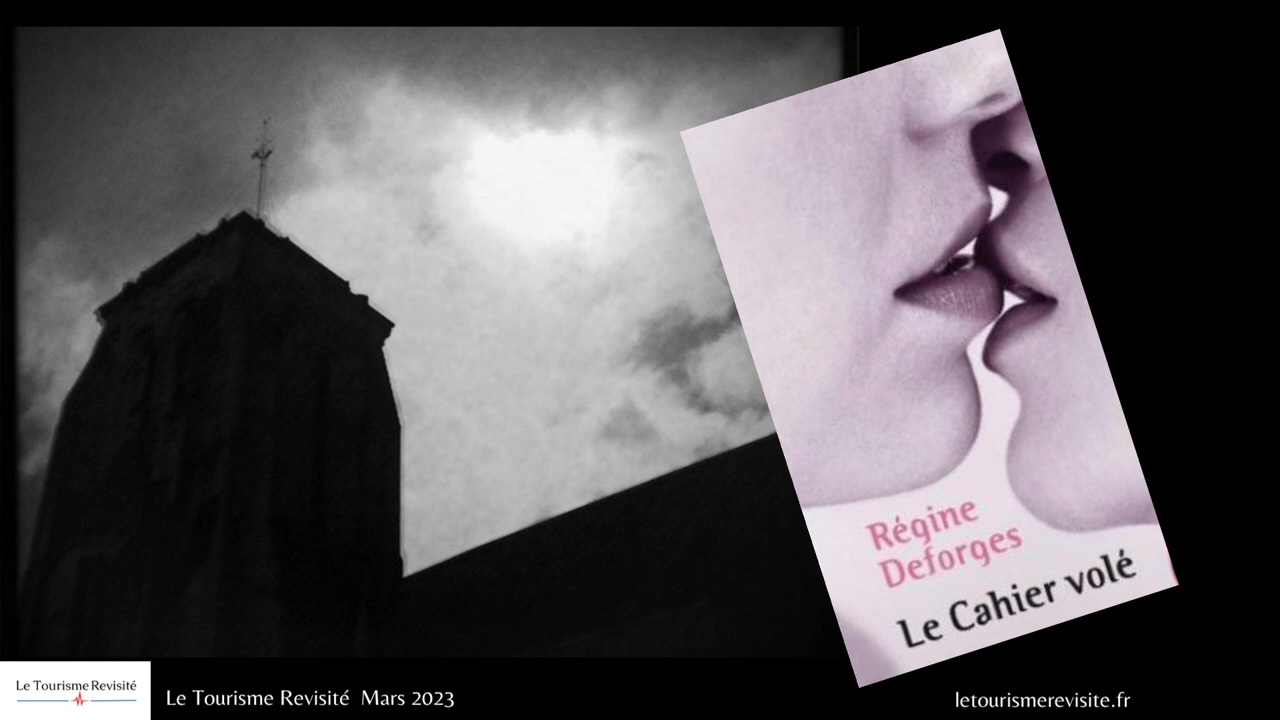 Régine
Deforges
Le Cahier volé
Le Tourisme Revisité
Le Tourisme Revisité Mars 2023
letourismerevisite.fr